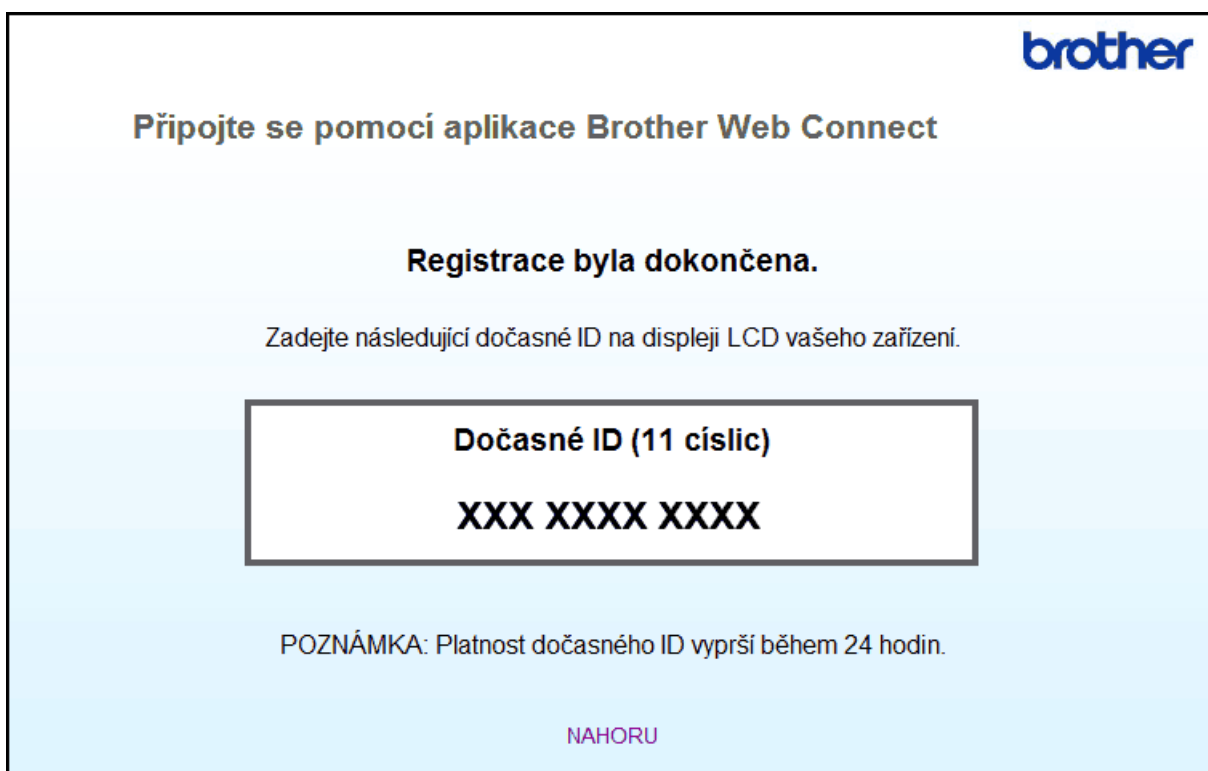 brother
Připojte se pomocí aplikace Brother Web Connect
Registrace byla dokončena.
Zadejte následující dočasné ID na displeji LCD vašeho zařízení.
Dočasné ID (11 císlic)
XXX XXXX XXXX
POZNÁMKA: Platnost dočasného ID vyprší během 24 hodin.
NAHORU